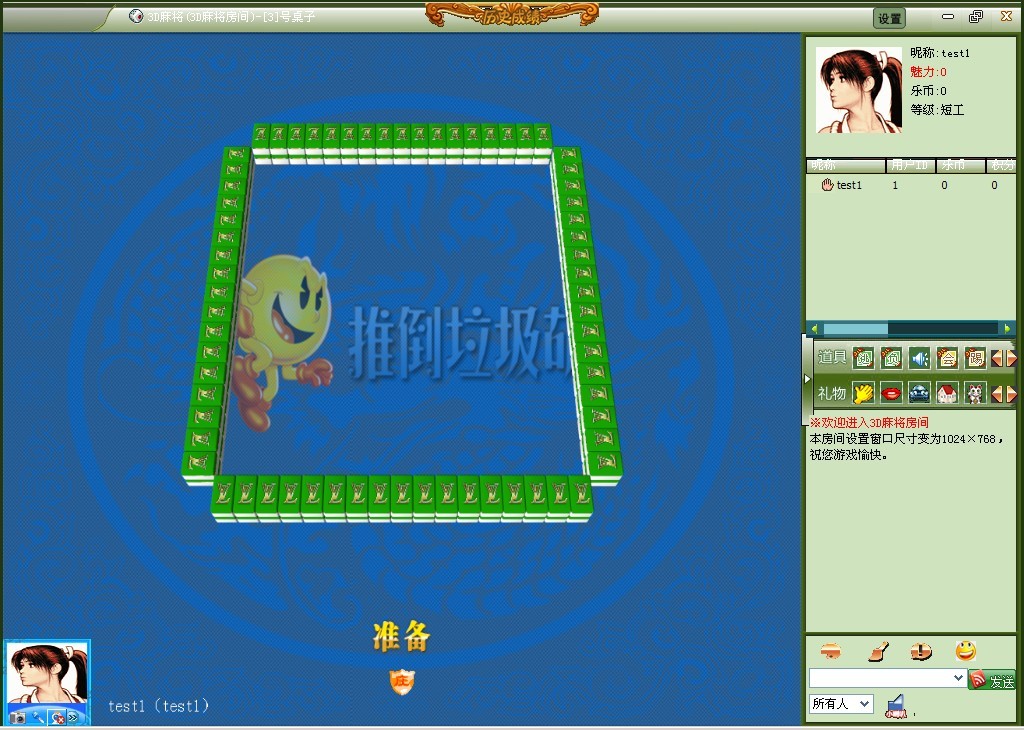 3D麻将(3D麻将房间)-[3]号桌子
历史成绩
设置
昵称:test1
魅力:0
乐币:0
等级:短工
昵称 用户ID 乐币 积分
test1 1 0 0
推倒垃圾
道具
礼物
※欢迎进入3D麻将房间
本房间设置窗口尺寸变为1024×768，
祝您游戏愉快。
准备
庄
test1 (test1)
发送
所有人